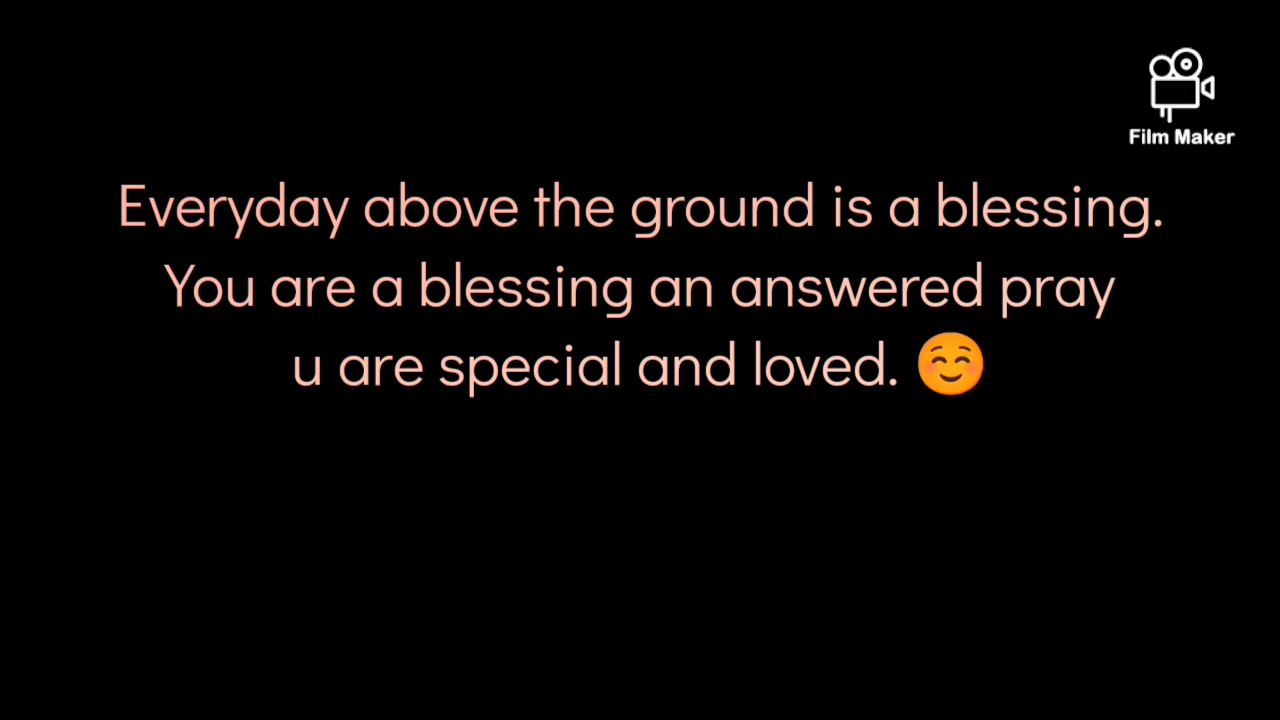 Film Maker
Everyday above the ground is a blessing.
You are a blessing an answered pray
u are special and loved. ☺️